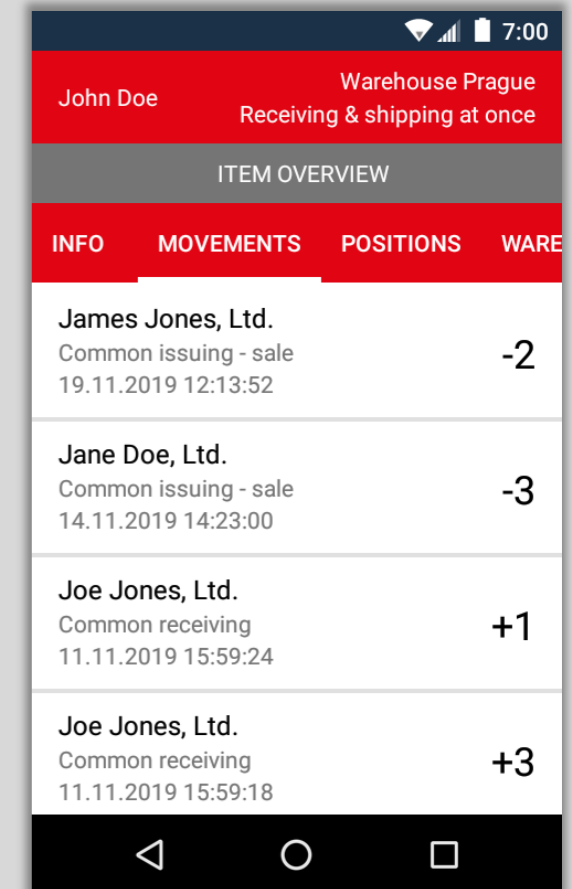 7:00
John Doe
Warehouse Prague
Receiving & shipping at once
ITEM OVERVIEW
INFO MOVEMENTS POSITIONS WARE
James Jones, Ltd.
Common issuing - sale
-2
19.11.2019 12:13:52
Jane Doe, Ltd.
Common issuing - sale
-3
14.11.2019 14:23:00
Joe Jones, Ltd.
Common receiving
+1
11.11.2019 15:59:24
Joe Jones, Ltd.
Common receiving
+3
11.11.2019 15:59:18